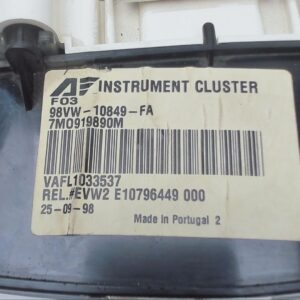 AF INSTRUMENT CLUSTER
F03
98VW-10849-FA
7M0919890M
VAFL1033537
REL.#EVW2 E10796449 000
25-09-98
Made in Portugal 2